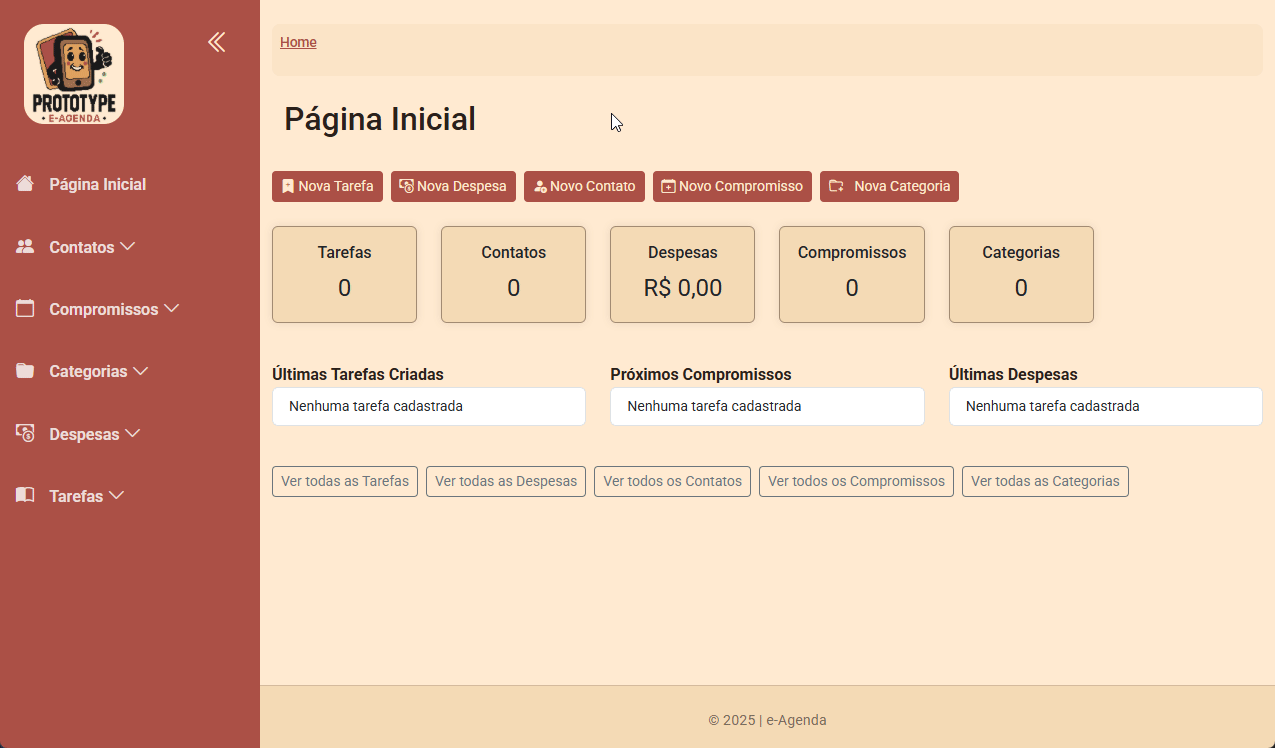 PROTOTYPE
• E-AGENDA •
Página Inicial
Contatos
Compromissos
Categorias
Despesas
Tarefas
Home
Página Inicial
Nova Tarefa Nova Despesa Novo Contato Novo Compromisso Nova Categoria
Tarefas Contatos Despesas Compromissos Categorias
0 0 R$ 0,00 0 0
Últimas Tarefas Criadas Próximos Compromissos Últimas Despesas
Nenhuma tarefa cadastrada Nenhuma tarefa cadastrada Nenhuma tarefa cadastrada
Ver todas as Tarefas Ver todas as Despesas Ver todos os Contatos Ver todos os Compromissos Ver todas as Categorias
© 2025 | e-Agenda